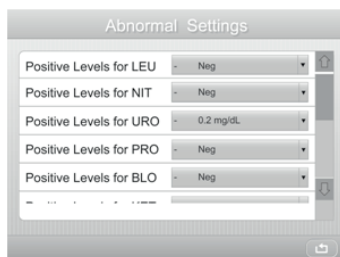 Abnormal Settings
Positive Levels for LEU - Neg
Positive Levels for NIT - Neg
Positive Levels for URO - 0.2 mg/dL
Positive Levels for PRO - Neg
Positive Levels for BLO - Neg